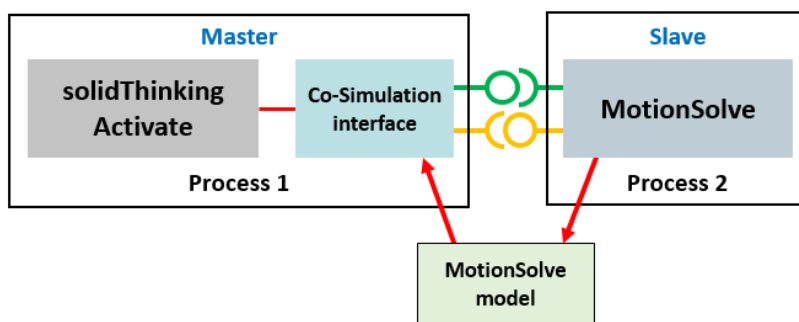 Master
Slave
solidThinking
Activate
Co-Simulation
interface
MotionSolve
Process 1
Process 2
MotionSolve
model